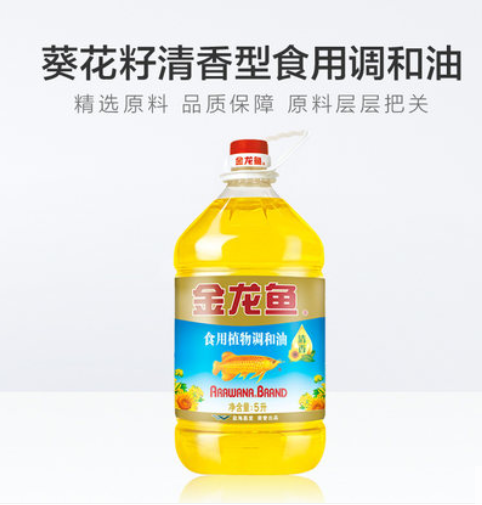 葵花籽清香型食用调和油
精选原料 品质保障 原料层层把关
金龙鱼
金龙鱼
食用植物调和油
清香
ARAWANA.BRAND
净含量:5升